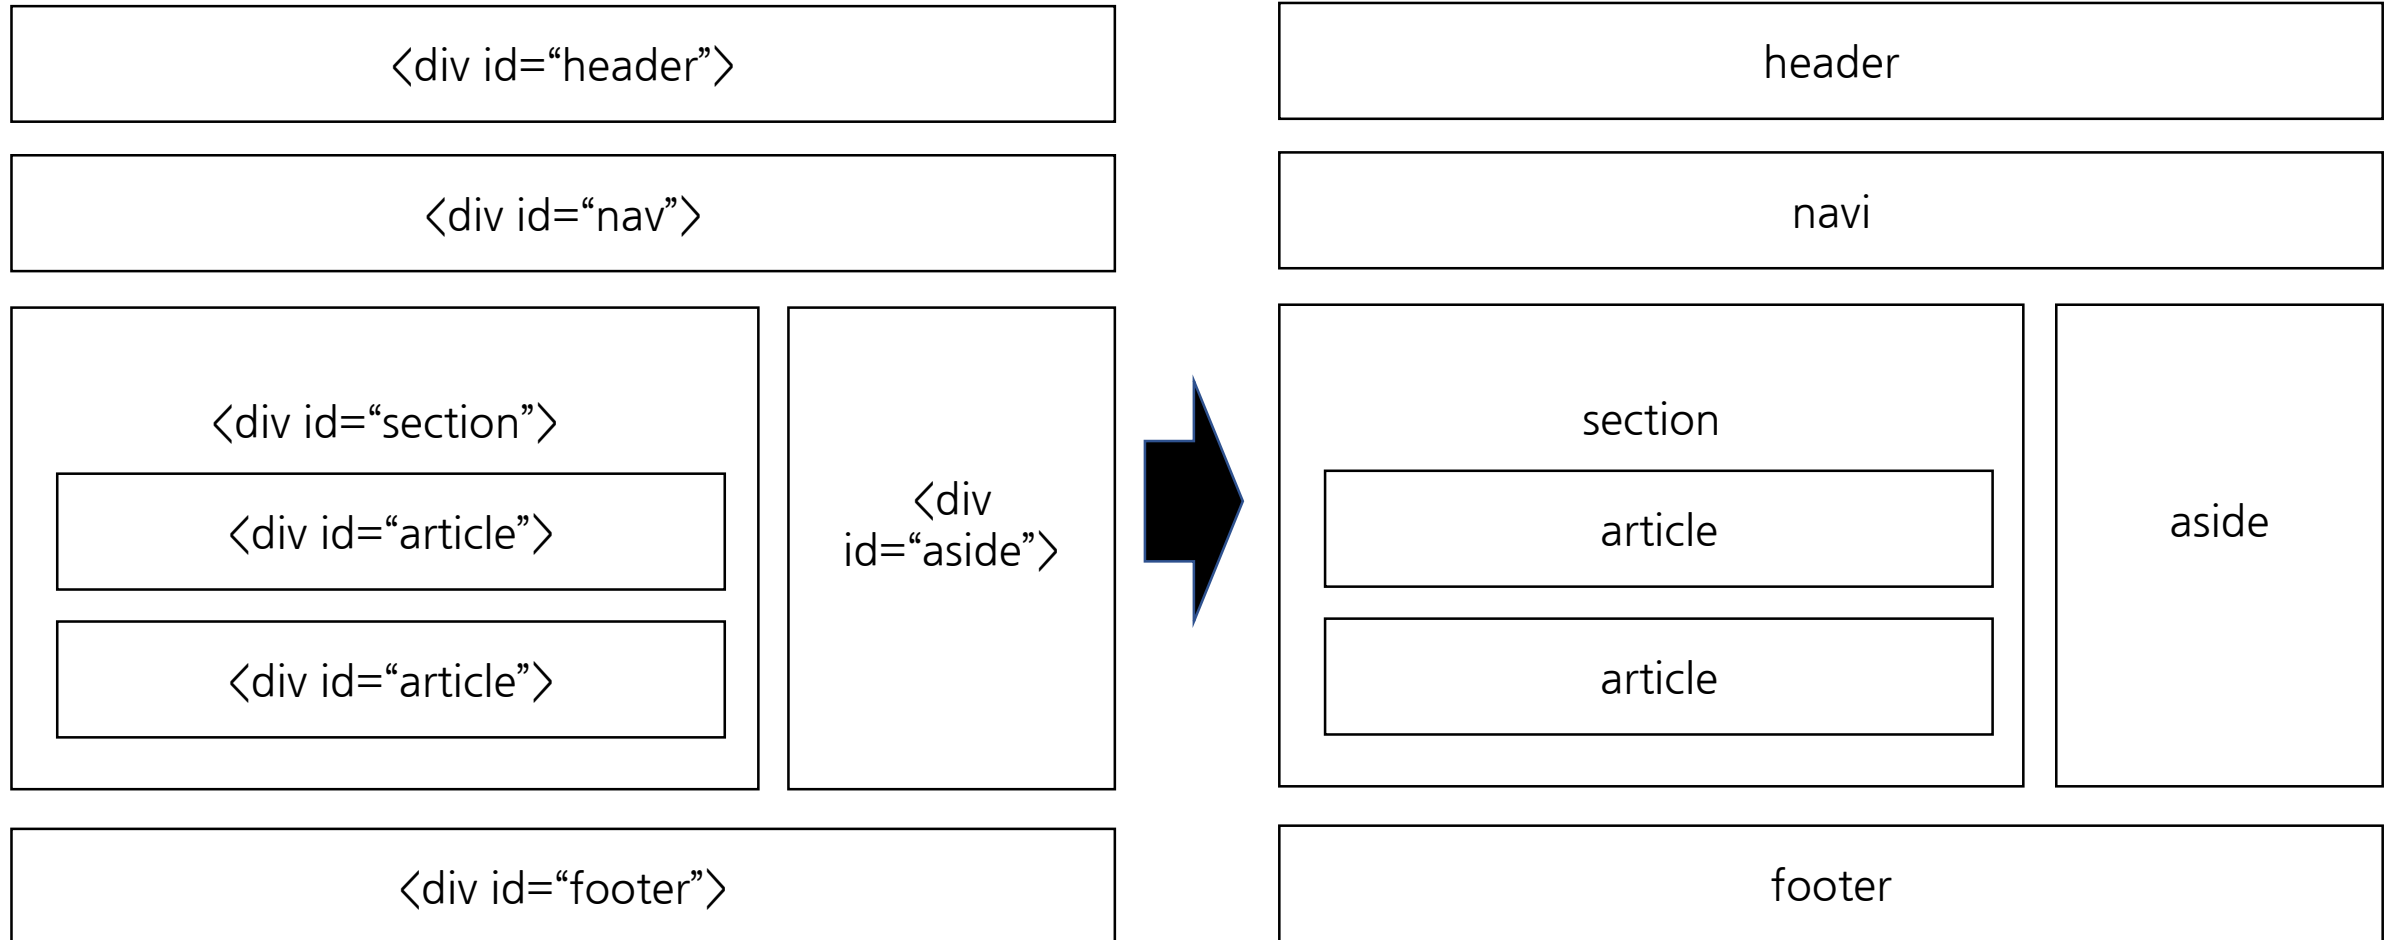 <div id=“header”>
<div id=“nav”>
<div id=“section”>
<div id=“article”>
<div id=“article”>
<div
id=“aside”>
<div id=“footer”>
header
navi
section
article
article
aside
footer